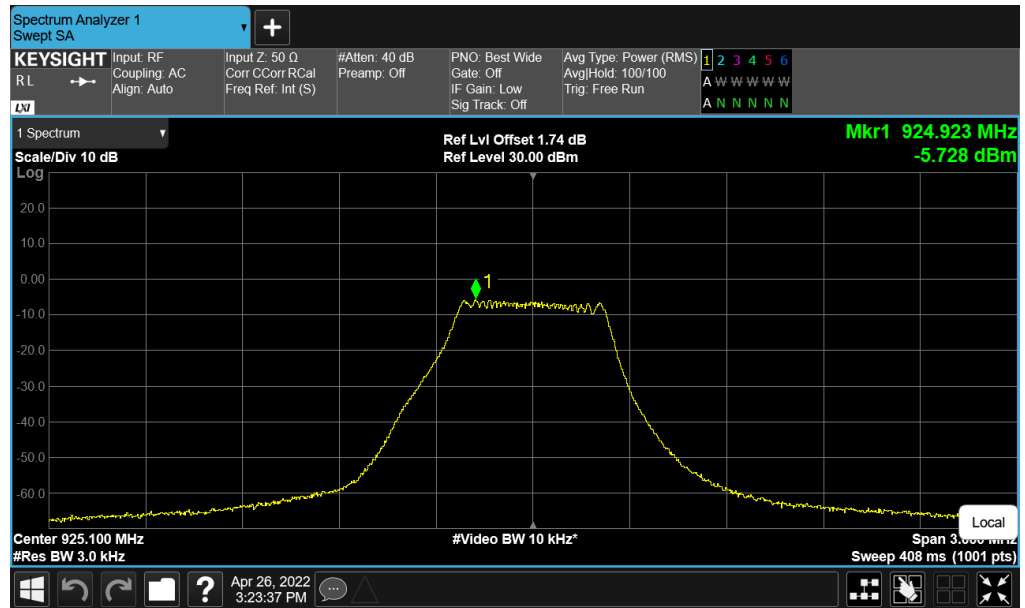 Spectrum Analyzer 1
Swept SA
KEYSIGHT
R L
LXI
Input: RF
Coupling: AC
Align: Auto
Input Z: 50 Ω
Corr CCorr RCal
Freq Ref: Int (S)
#Atten: 40 dB
Preamp: Off
PNO: Best Wide
Gate: Off
IF Gain: Low
Sig Track: Off
Avg Type: Power (RMS)
Avg|Hold: 100/100
Trig: Free Run
1 2 3 4 5 6
A W W W W W
A N N N N N
1 Spectrum
Scale/Div 10 dB
Log
Ref Lvl Offset 1.74 dB
Ref Level 30.00 dBm
Mkr1 924.923 MHz
-5.728 dBm
20.0
10.0
0.00
-10.0
-20.0
-30.0
-40.0
-50.0
-60.0
1
Local
Center 925.100 MHz
#Res BW 3.0 kHz
#Video BW 10 kHz*
Span 3.000 MHz
Sweep 408 ms (1001 pts)
?
Apr 26, 2022
3:23:37 PM